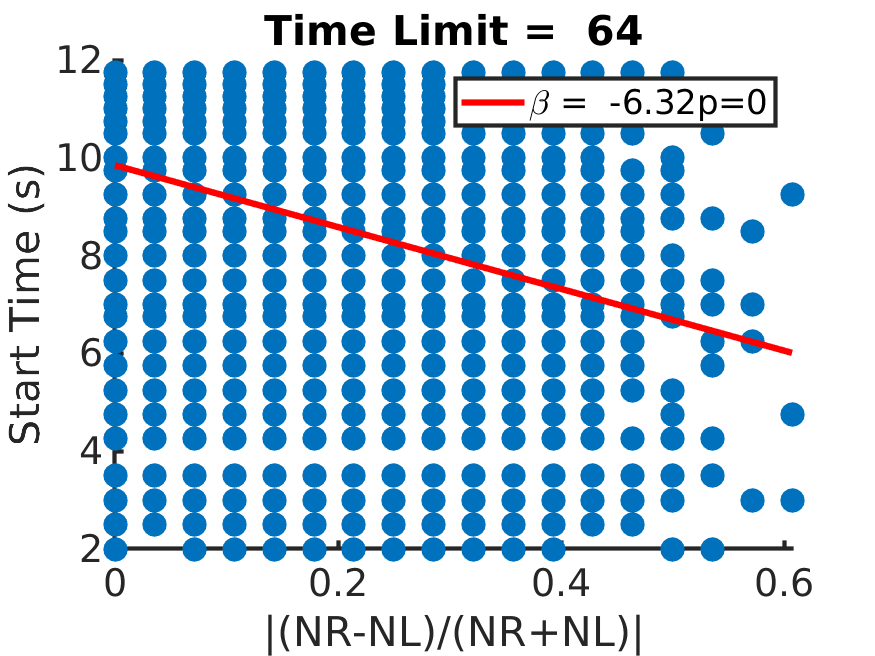 Time Limit = 64
β = -6.32p=0
12
10
8
6
4
2
Start Time (s)
0
0.2
0.4
0.6
|(NR-NL)/(NR+NL)|